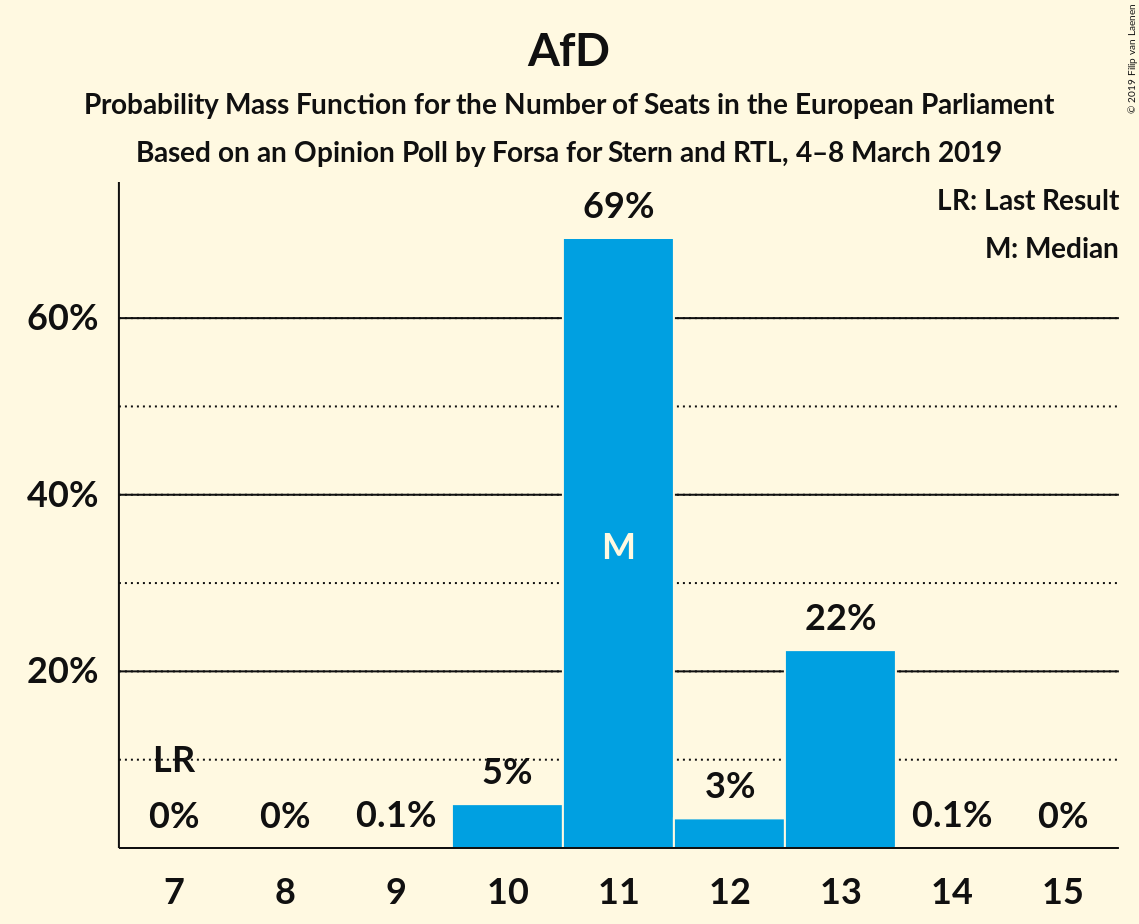 AfD
Probability Mass Function for the Number of Seats in the European Parliament
Based on an Opinion Poll by Forsa for Stern and RTL, 4–8 March 2019
© 2019 Filip van Laenen
LR: Last Result
M: Median
69%
60%
40%
M
22%
20%
LR
5%
3%
0%
0%
0.1%
0.1%
0%
7 8 9 10 11 12 13 14 15